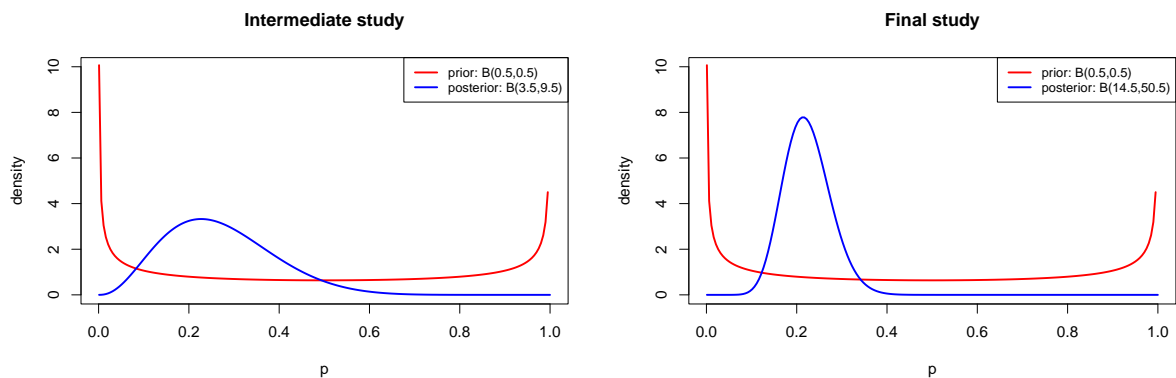 Intermediate study
prior: B(0.5,0.5)
posterior: B(3.5,9.5)
density
10
8
6
4
2
0
0.0 0.2 0.4 0.6 0.8 1.0
p
Final study
prior: B(0.5,0.5)
posterior: B(14.5,50.5)
density
10
8
6
4
2
0
0.0 0.2 0.4 0.6 0.8 1.0
p